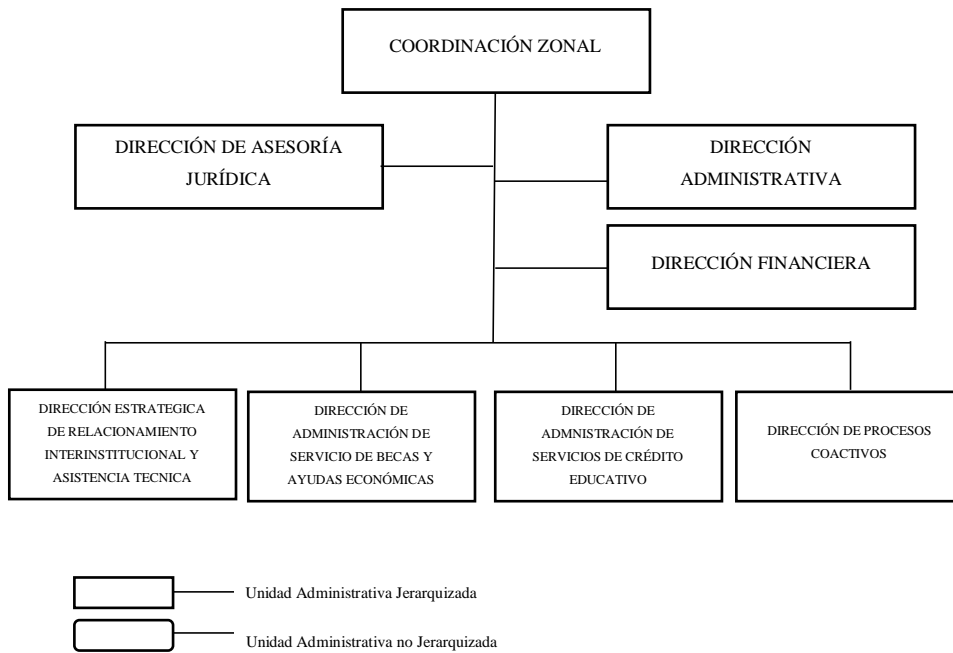 COORDINACIÓN ZONAL
DIRECCIÓN DE ASESORÍA
JURÍDICA
DIRECCIÓN
ADMINISTRATIVA
DIRECCIÓN FINANCIERA
DIRECCIÓN ESTRATEGICA
DE RELACIONAMIENTO
INTERINSTITUCIONAL Y
ASISTENCIA TECNICA
DIRECCIÓN DE
ADMINISTRACIÓN DE
SERVICIO DE BECAS Y
AYUDAS ECONÓMICAS
DIRECCIÓN DE
ADMNISTRACIÓN DE
SERVICIOS DE CRÉDITO
EDUCATIVO
DIRECCIÓN DE PROCESOS
COACTIVOS
Unidad Administrativa Jerarquizada
Unidad Administrativa no Jerarquizada